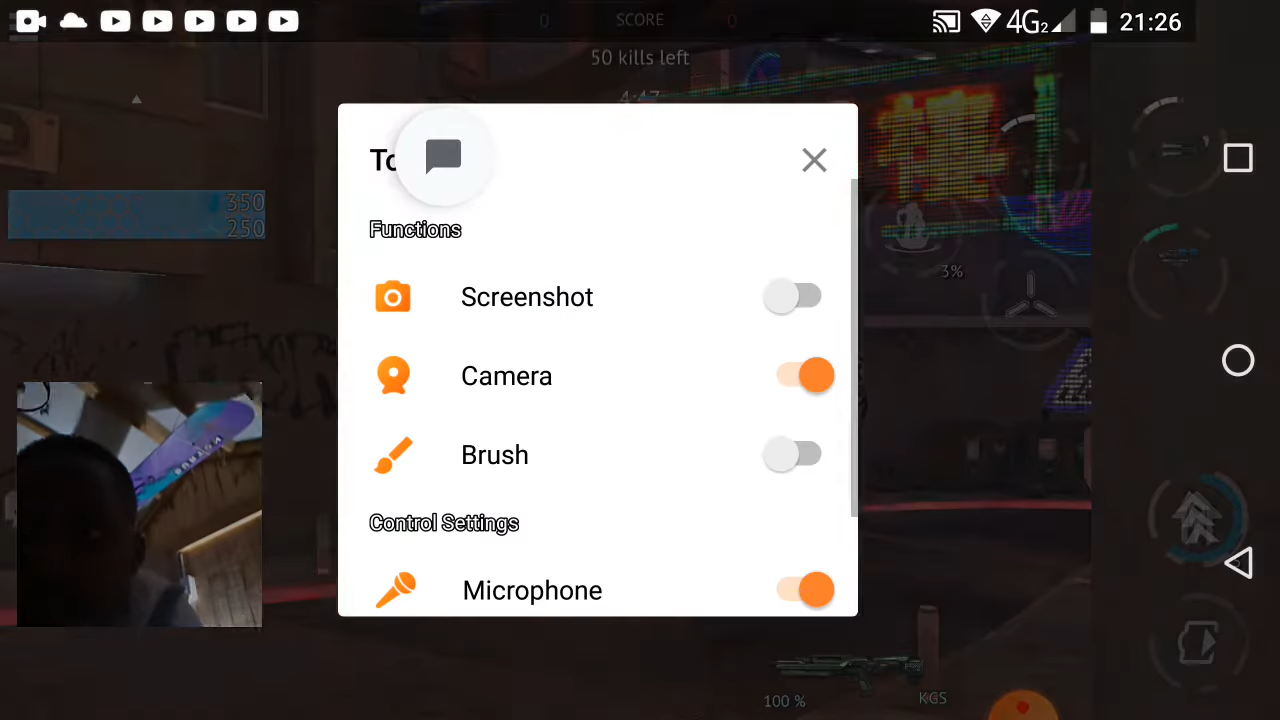 0 SCORE 0
4G2 21:26
50 kills left
4:47
To
350
250
Functions
Screenshot
3%
Camera
Brush
Control Settings
Microphone
100 %
KGS